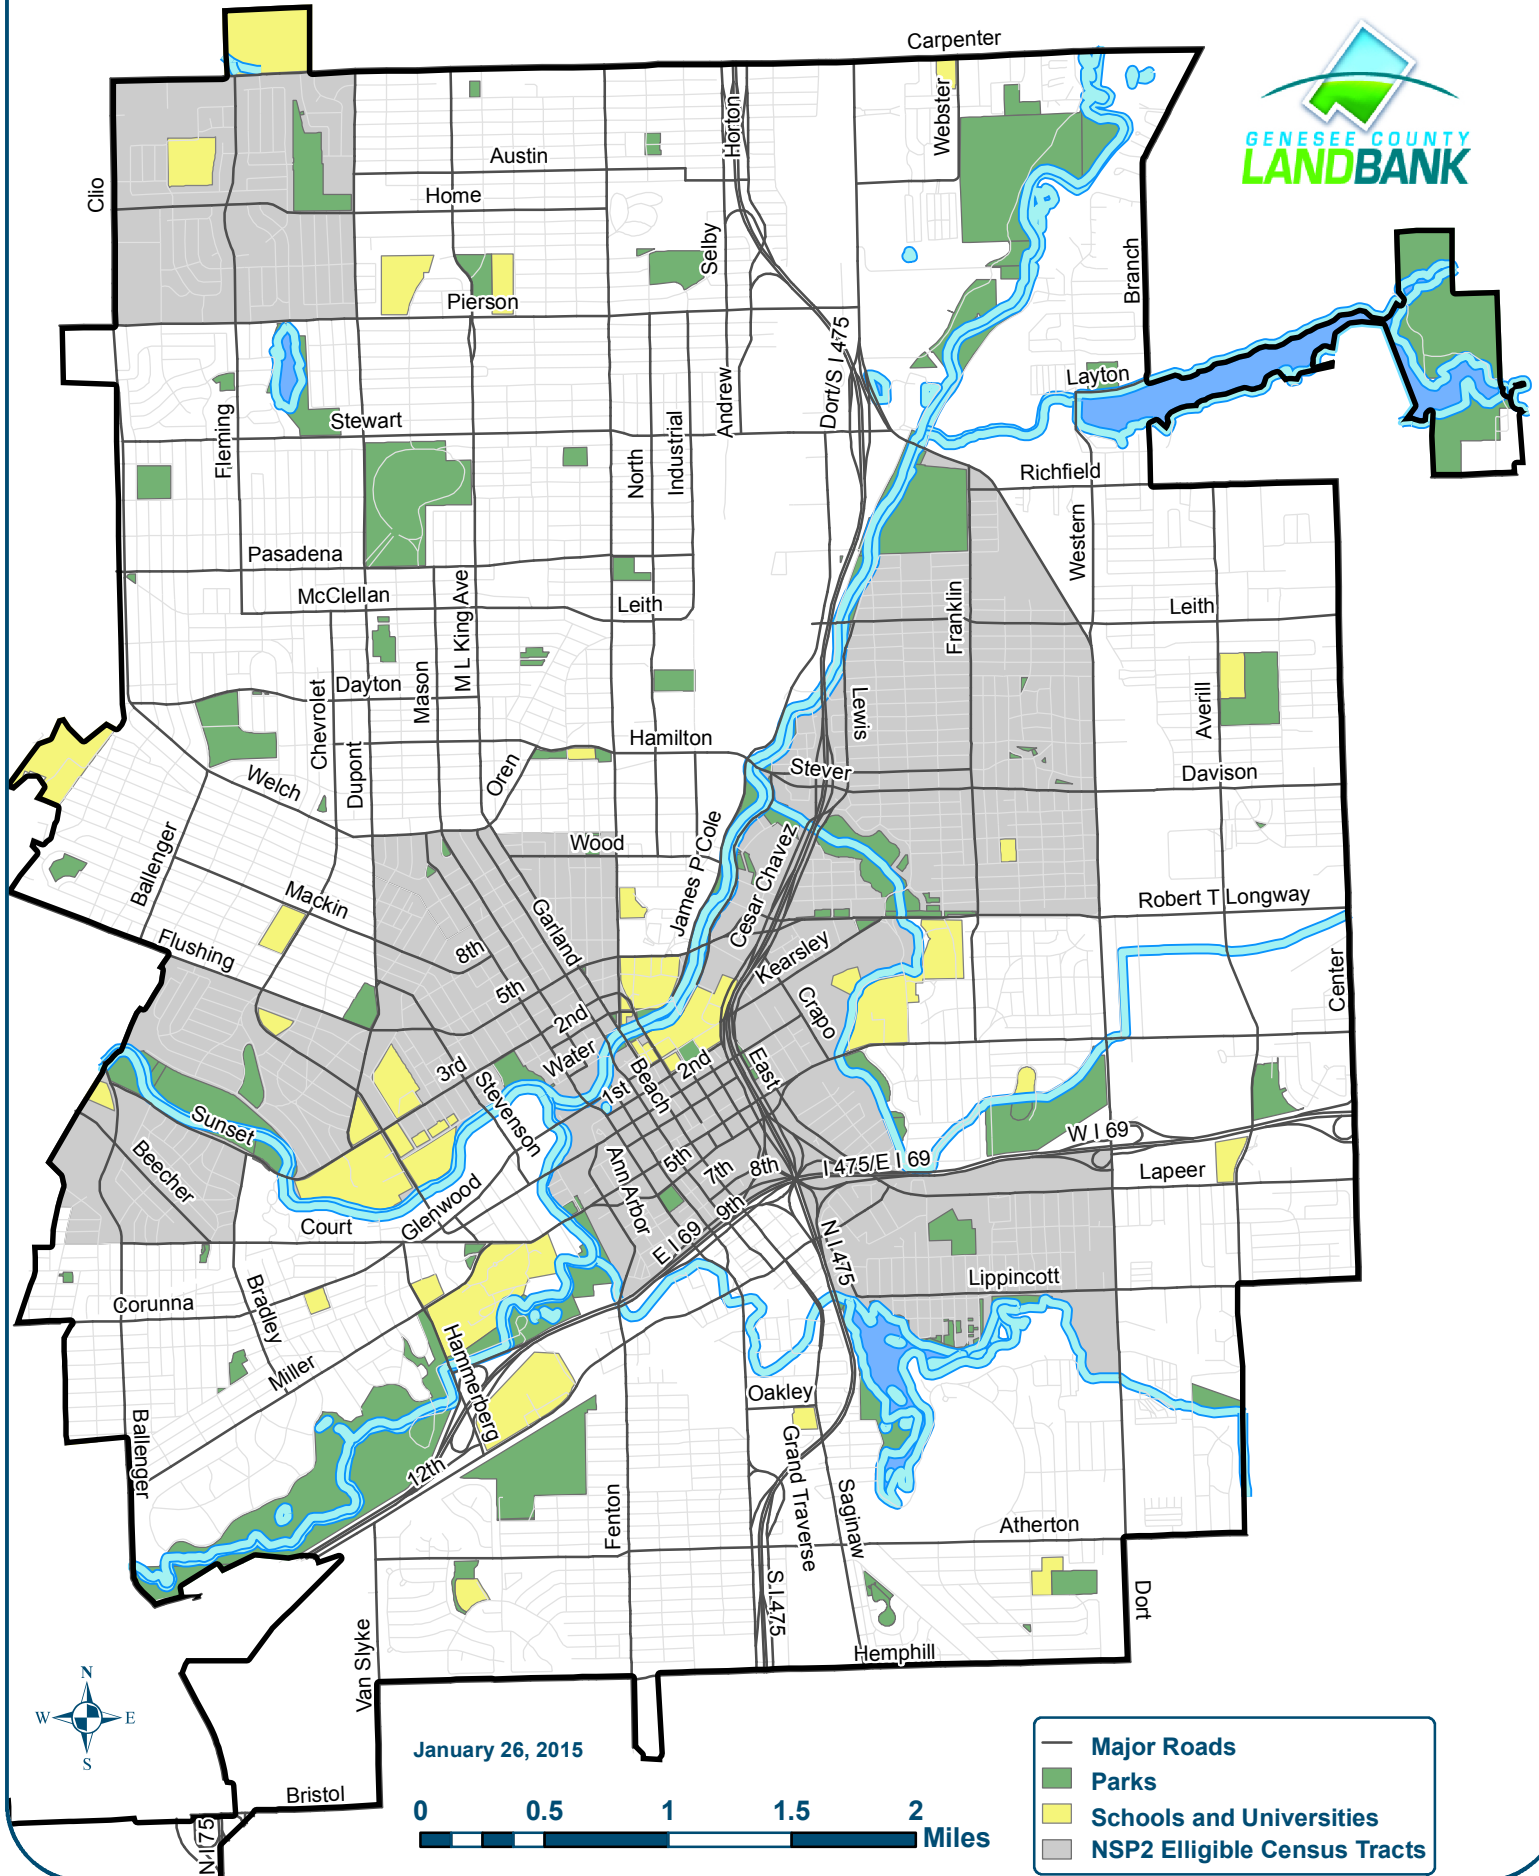 Carpenter
GENESEE COUNTY
LANDBANK
Webster
Horton
Austin
Home
Clio
Selby
Branch
Pierson
Dort/S I 475
Layton
Andrew
Fleming
Stewart
Industrial
North
Richfield
Western
Pasadena
McClellan
M L King Ave
Leith
Franklin
Leith
Mason
Dayton
Chevrolet
Lewis
Averill
Hamilton
Dupont
Oren
Stever
Davison
Welch
Wood
James P Cole
Cesar Chavez
Ballenger
Mackin
Garland
Robert T Longway
Flushing
8th
Kearsley
5th
Crapo
Center
2nd
Water
3rd
2nd
East
Beach
1st
Stevenson
Sunset
Beecher
W I 69
I 475/E I 69
5th
7th
8th
Lapeer
Ann Arbor
Glenwood
9th
Court
E I 69
N I 475
Lippincott
Corunna
Bradley
Miller
Hammerberg
Oakley
Ballenger
12th
Grand Traverse
Saginaw
Fenton
Atherton
S I 475
Dort
Van Slyke
Hemphill
N
W
E
S
January 26, 2015
Bristol
N I 75
0 0.5 1 1.5 2
Miles
Major Roads
Parks
Schools and Universities
NSP2 Elligible Census Tracts